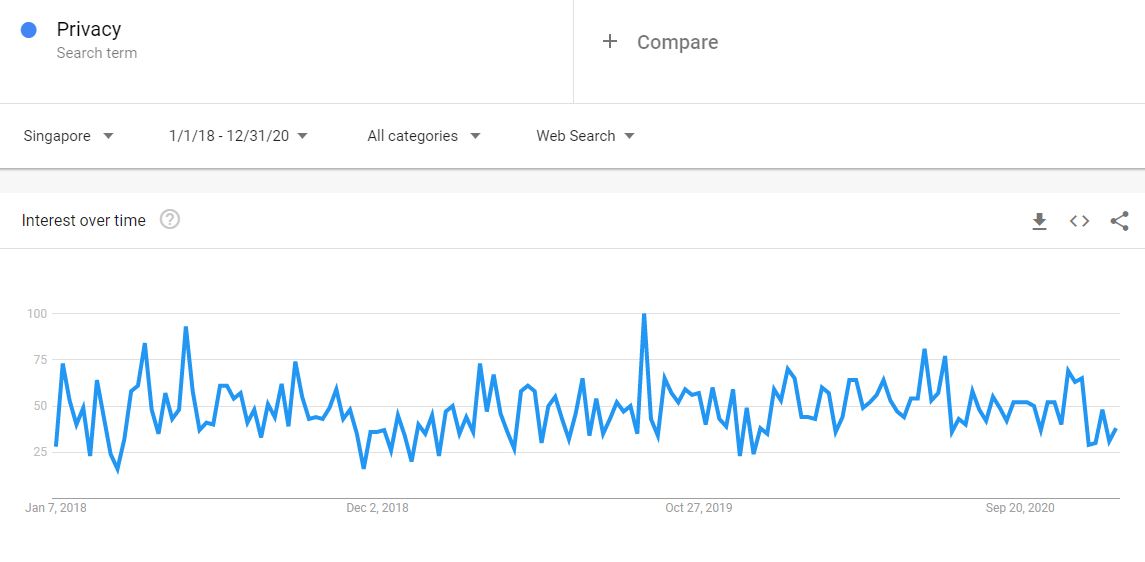 Privacy
Search term
+ Compare
Singapore
1/1/18 - 12/31/20
All categories
Web Search
Interest over time
?
100
75
50
25
Jan 7, 2018
Dec 2, 2018
Oct 27, 2019
Sep 20, 2020